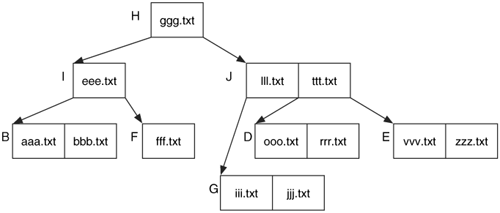 H ggg.txt
I eee.txt J lll.txt ttt.txt
B aaa.txt bbb.txt F fff.txt D ooo.txt rrr.txt E vvv.txt zzz.txt
G iii.txt jjj.txt